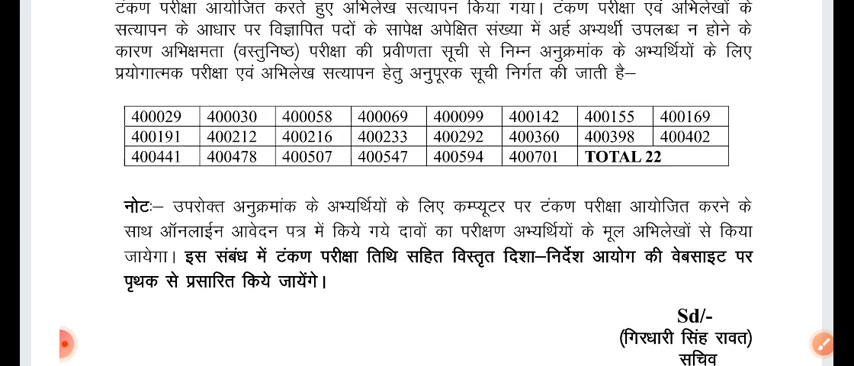 टंकण परीक्षा आयोजित करते हुए अभिलेख सत्यापन किया गया। टंकण परीक्षा एवं अभिलेखों के
सत्यापन के आधार पर विज्ञापित पदों के सापेक्ष अपेक्षित संख्या में अर्ह अभ्यर्थी उपलब्ध न होने के
कारण अभिक्षमता (वस्तुनिष्ठ) परीक्षा की प्रवीणता सूची से निम्न अनुक्रमांक के अभ्यर्थियों के लिए
प्रयोगात्मक परीक्षा एवं अभिलेख सत्यापन हेतु अनुपूरक सूची निर्गत की जाती है–
400029 400030 400058 400069 400099 400142 400155 400169
400191 400212 400216 400233 400292 400360 400398 400402
400441 400478 400507 400547 400594 400701 TOTAL 22
नोटः– उपरोक्त अनुक्रमांक के अभ्यर्थियों के लिए कम्प्यूटर पर टंकण परीक्षा आयोजित करने के
साथ ऑनलाईन आवेदन पत्र में किये गये दावों का परीक्षण अभ्यर्थियों के मूल अभिलेखों से किया
जायेगा। इस संबंध में टंकण परीक्षा तिथि सहित विस्तृत दिशा–निर्देश आयोग की वेबसाइट पर
पृथक से प्रसारित किये जायेंगे।
Sd/-
(गिरधारी सिंह रावत)
सचिव